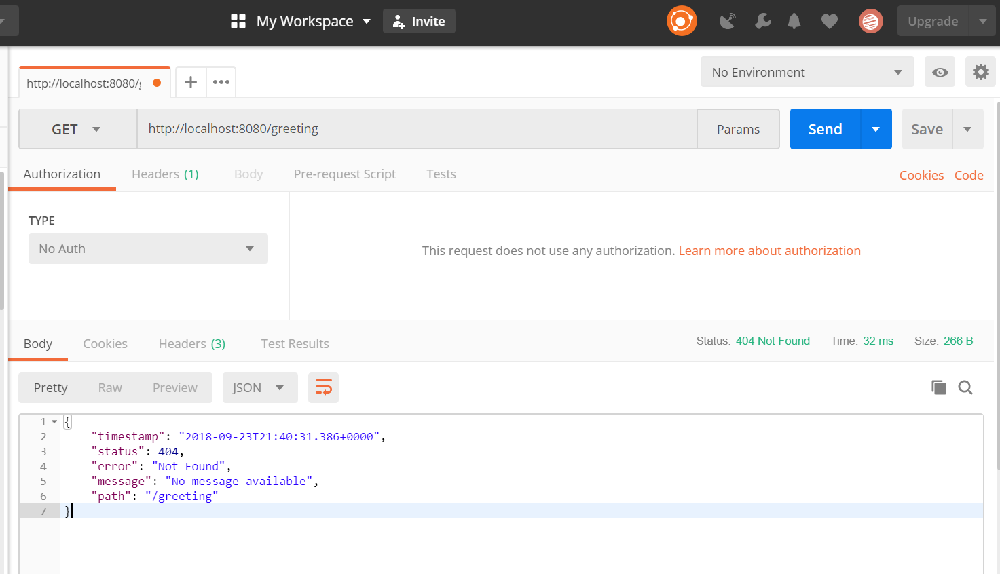 My Workspace
Invite
Upgrade
http://localhost:8080/g
No Environment
GET
http://localhost:8080/greeting
Params
Send
Save
Authorization
Headers (1)
Body
Pre-request Script
Tests
Cookies
Code
TYPE
No Auth
This request does not use any authorization. Learn more about authorization
Body
Cookies
Headers (3)
Test Results
Status: 404 Not Found
Time: 32 ms
Size: 266 B
Pretty
Raw
Preview
JSON
1 {
2 "timestamp": "2018-09-23T21:40:31.386+0000",
3 "status": 404,
4 "error": "Not Found",
5 "message": "No message available",
6 "path": "/greeting"
7 }